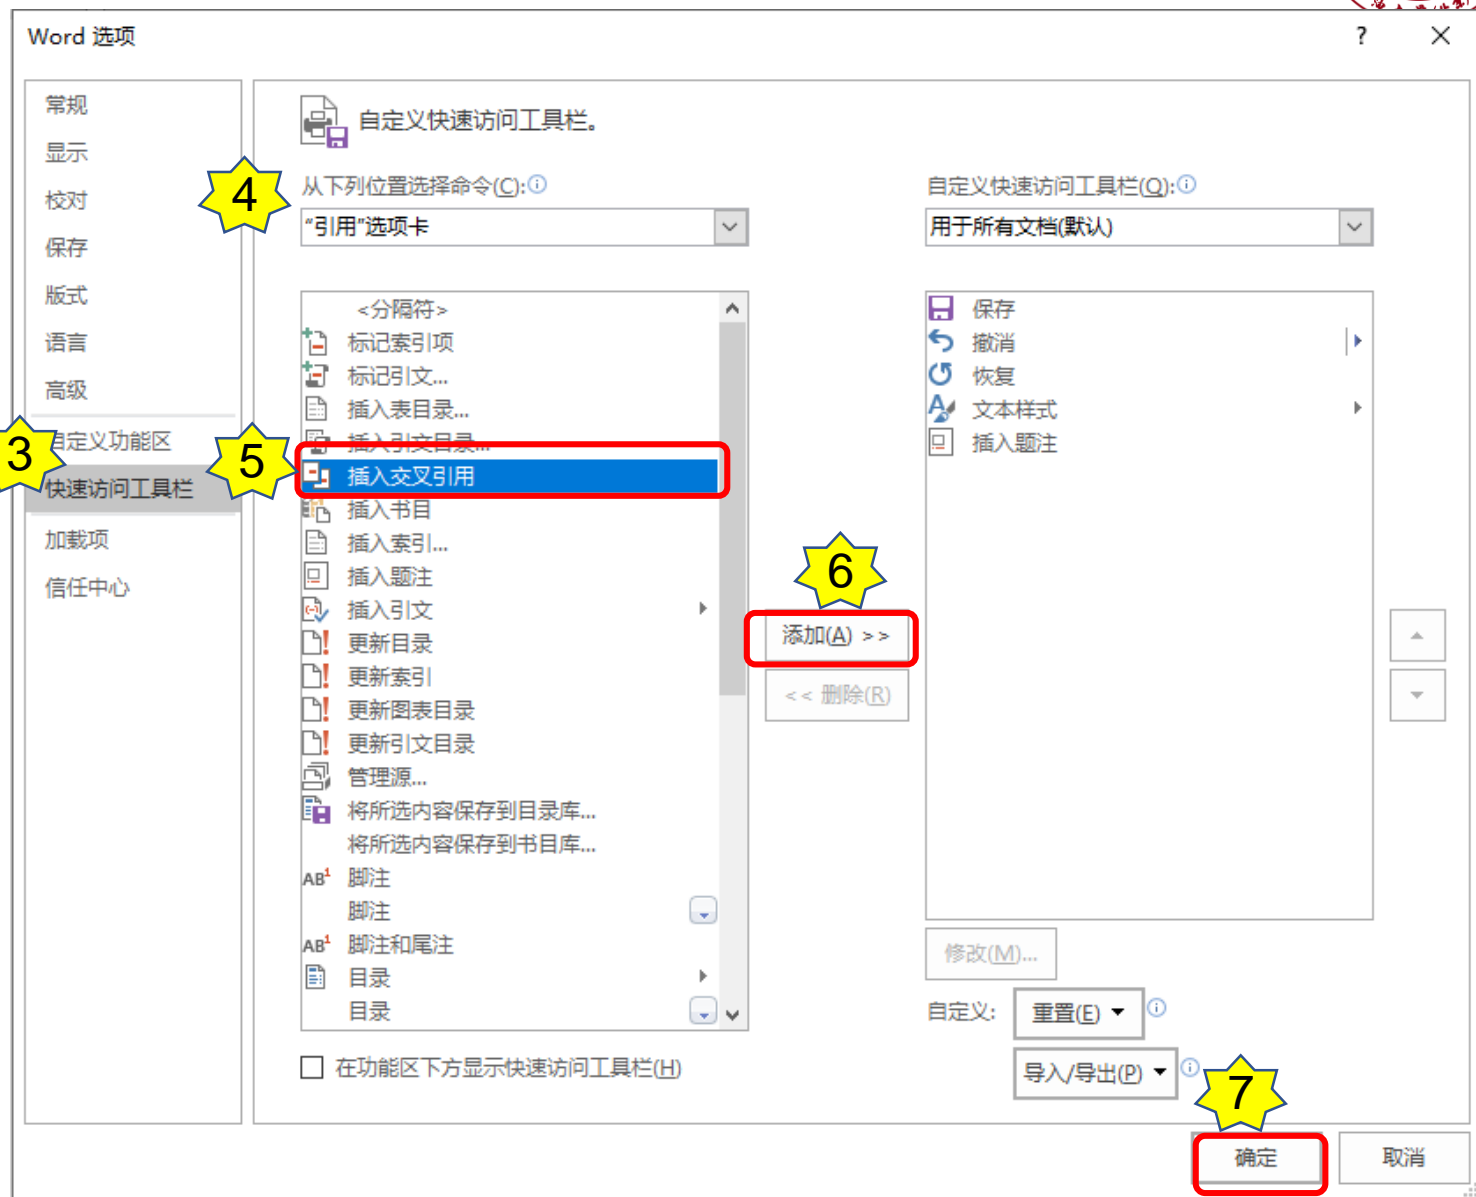 Word 选项
?
常规
显示
校对
保存
版式
语言
高级
自定义功能区
快速访问工具栏
加载项
信任中心
3
自定义快速访问工具栏。
4
从下列位置选择命令(C):
"引用"选项卡
<分隔符>
标记索引项
标记引文...
插入表目录...
插入引文目录...
5
插入交叉引用
插入书目
插入索引...
插入题注
插入引文
更新目录
更新索引
更新图表目录
更新引文目录
管理源...
将所选内容保存到目录库...
将所选内容保存到书目库...
AB1 脚注
脚注
AB1 脚注和尾注
目录
目录
在功能区下方显示快速访问工具栏(H)
6
添加(A) >>
<< 删除(R)
自定义快速访问工具栏(Q):
用于所有文档(默认)
保存
撤消
恢复
文本样式
插入题注
修改(M)...
自定义: 重置(E)
导入/导出(P)
7
确定
取消